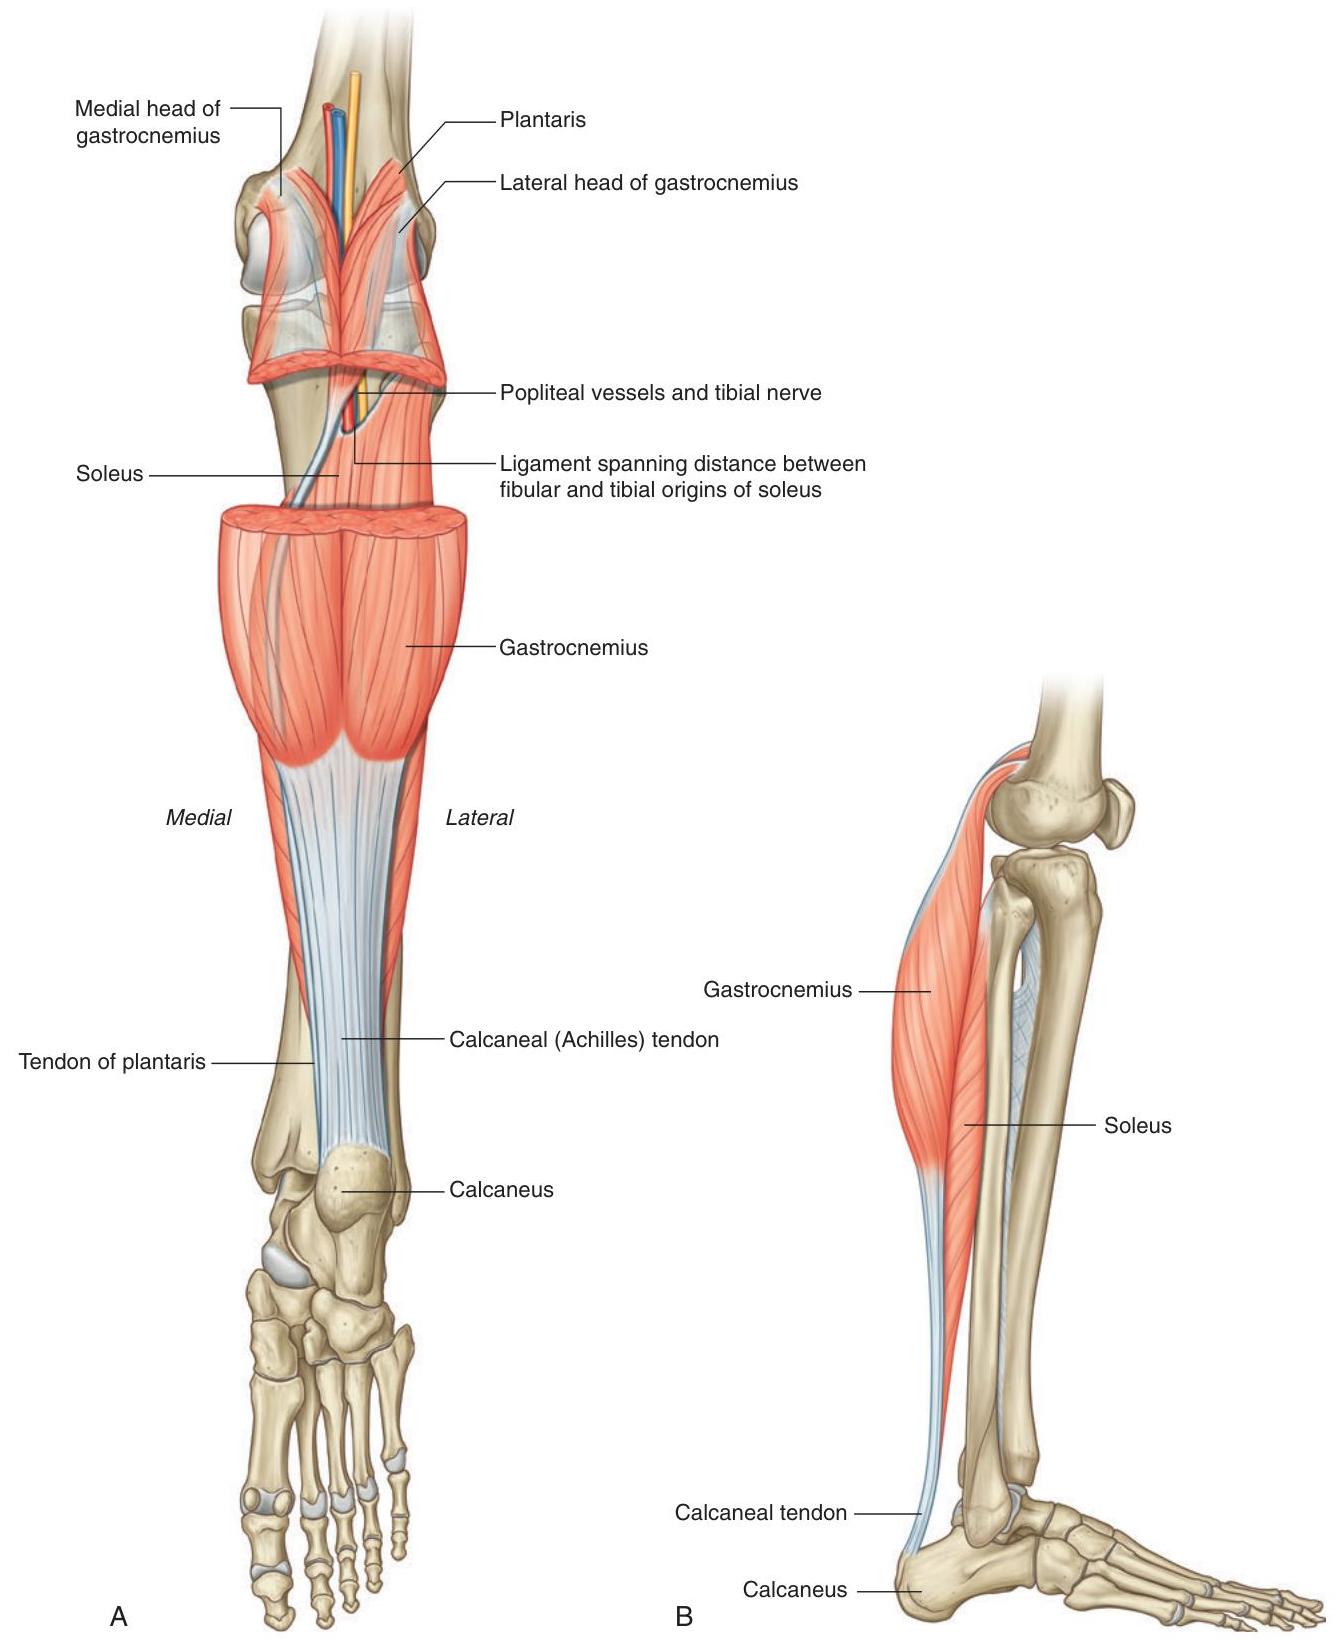 Medial head of
gastrocnemius
Plantaris
Lateral head of gastrocnemius
Popliteal vessels and tibial nerve
Soleus
Ligament spanning distance between
fibular and tibial origins of soleus
Gastrocnemius
Medial
Lateral
Calcaneal (Achilles) tendon
Tendon of plantaris
Calcaneus
A
Gastrocnemius
Soleus
Calcaneal tendon
Calcaneus
B